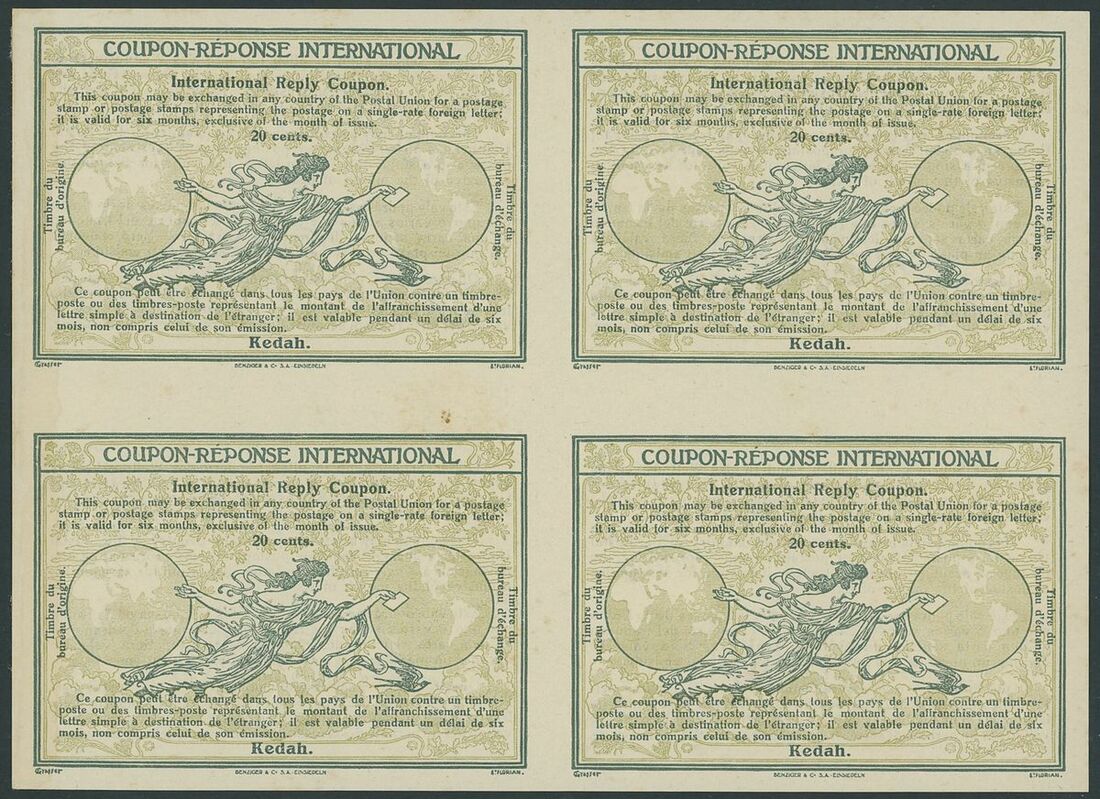 COUPON-RÉPONSE INTERNATIONAL
International Reply Coupon.
This coupon may be exchanged in any country of the Postal Union for a postage
stamp or postage stamps representing the postage on a single-rate foreign letter;
it is valid for six months, exclusive of the month of issue.
20 cents.
Timbre du
bureau d'origine.
Timbre du
bureau d'échange.
Ce coupon peut être échangé dans tous les pays de l'Union contre un timbre-
poste ou des timbres-poste représentant le montant de l'affranchissement d'une
lettre simple à destination de l'étranger; il est valable pendant un délai de six
mois, non compris celui de son émission.
Kedah.
Grasset
BENZIGER & Co S.A. EINSIEDELN
St FLORIAN.
COUPON-RÉPONSE INTERNATIONAL
International Reply Coupon.
This coupon may be exchanged in any country of the Postal Union for a postage
stamp or postage stamps representing the postage on a single-rate foreign letter;
it is valid for six months, exclusive of the month of issue.
20 cents.
Timbre du
bureau d'origine.
Timbre du
bureau d'échange.
Ce coupon peut être échangé dans tous les pays de l'Union contre un timbre-
poste ou des timbres-poste représentant le montant de l'affranchissement d'une
lettre simple à destination de l'étranger; il est valable pendant un délai de six
mois, non compris celui de son émission.
Kedah.
Grasset
BENZIGER & Co S.A. EINSIEDELN
St FLORIAN.
COUPON-RÉPONSE INTERNATIONAL
International Reply Coupon.
This coupon may be exchanged in any country of the Postal Union for a postage
stamp or postage stamps representing the postage on a single-rate foreign letter;
it is valid for six months, exclusive of the month of issue.
20 cents.
Timbre du
bureau d'origine.
Timbre du
bureau d'échange.
Ce coupon peut être échangé dans tous les pays de l'Union contre un timbre-
poste ou des timbres-poste représentant le montant de l'affranchissement d'une
lettre simple à destination de l'étranger; il est valable pendant un délai de six
mois, non compris celui de son émission.
Kedah.
Grasset
BENZIGER & Co S.A. EINSIEDELN
St FLORIAN.
COUPON-RÉPONSE INTERNATIONAL
International Reply Coupon.
This coupon may be exchanged in any country of the Postal Union for a postage
stamp or postage stamps representing the postage on a single-rate foreign letter;
it is valid for six months, exclusive of the month of issue.
20 cents.
Timbre du
bureau d'origine.
Timbre du
bureau d'échange.
Ce coupon peut être échangé dans tous les pays de l'Union contre un timbre-
poste ou des timbres-poste représentant le montant de l'affranchissement d'une
lettre simple à destination de l'étranger; il est valable pendant un délai de six
mois, non compris celui de son émission.
Kedah.
Grasset
BENZIGER & Co S.A. EINSIEDELN
St FLORIAN.